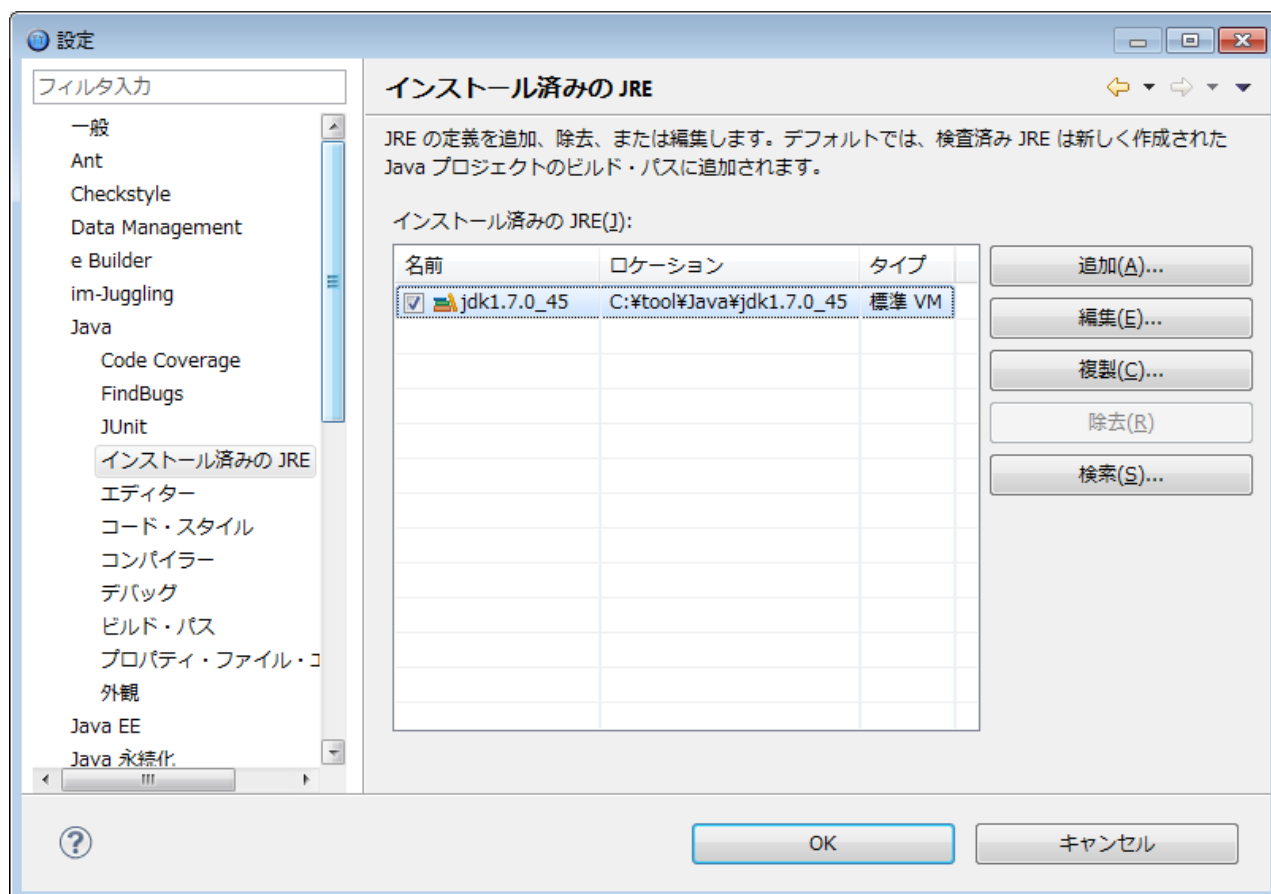 設定
フィルタ入力
一般
Ant
Checkstyle
Data Management
e Builder
im-Juggling
Java
Code Coverage
FindBugs
JUnit
インストール済みの JRE
エディター
コード・スタイル
コンパイラー
デバッグ
ビルド・パス
プロパティ・ファイル・エ
外観
Java EE
Java 永続化
インストール済みの JRE
JRE の定義を追加、除去、または編集します。デフォルトでは、検査済み JRE は新しく作成された
Java プロジェクトのビルド・パスに追加されます。
インストール済みの JRE(J):
名前 ロケーション タイプ
jdk1.7.0_45 C:¥tool¥Java¥jdk1.7.0_45 標準 VM
追加(A)...
編集(E)...
複製(C)...
除去(R)
検索(S)...
OK
キャンセル